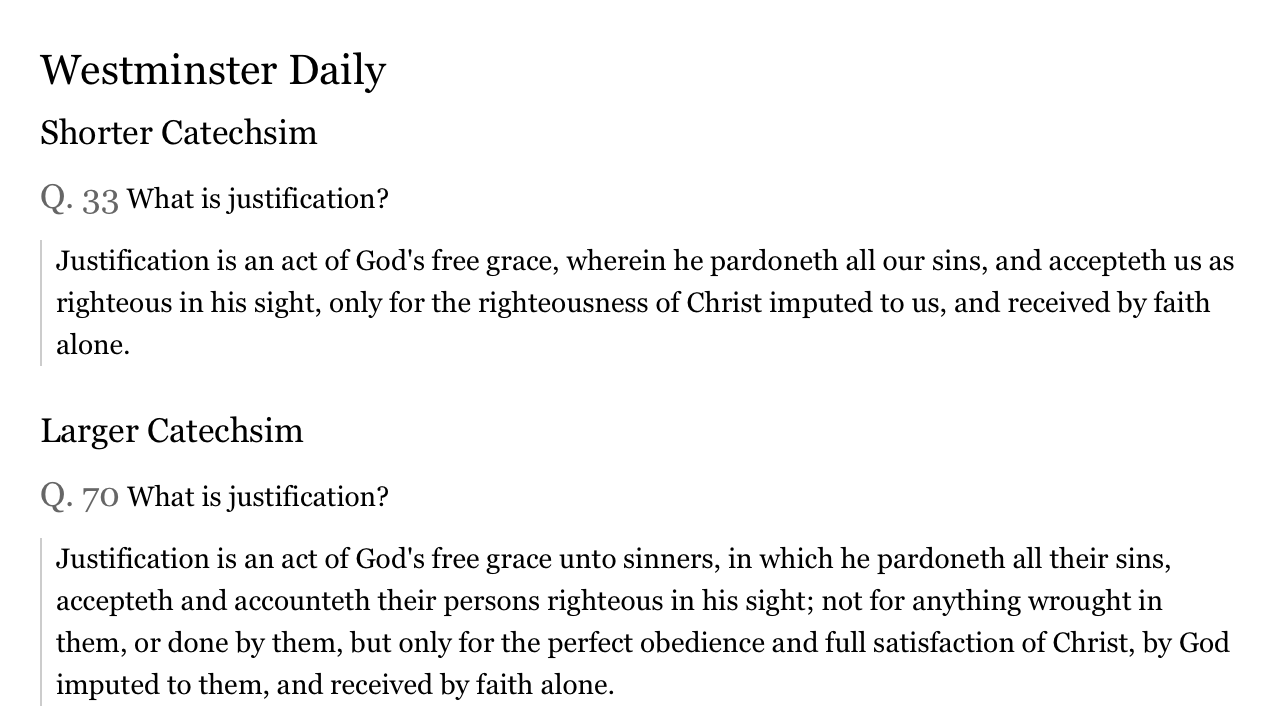 Westminster Daily
Shorter Catechsim
Q. 33 What is justification?
Justification is an act of God's free grace, wherein he pardoneth all our sins, and accepteth us as
righteous in his sight, only for the righteousness of Christ imputed to us, and received by faith
alone.
Larger Catechsim
Q. 70 What is justification?
Justification is an act of God's free grace unto sinners, in which he pardoneth all their sins,
accepteth and accounteth their persons righteous in his sight; not for anything wrought in
them, or done by them, but only for the perfect obedience and full satisfaction of Christ, by God
imputed to them, and received by faith alone.